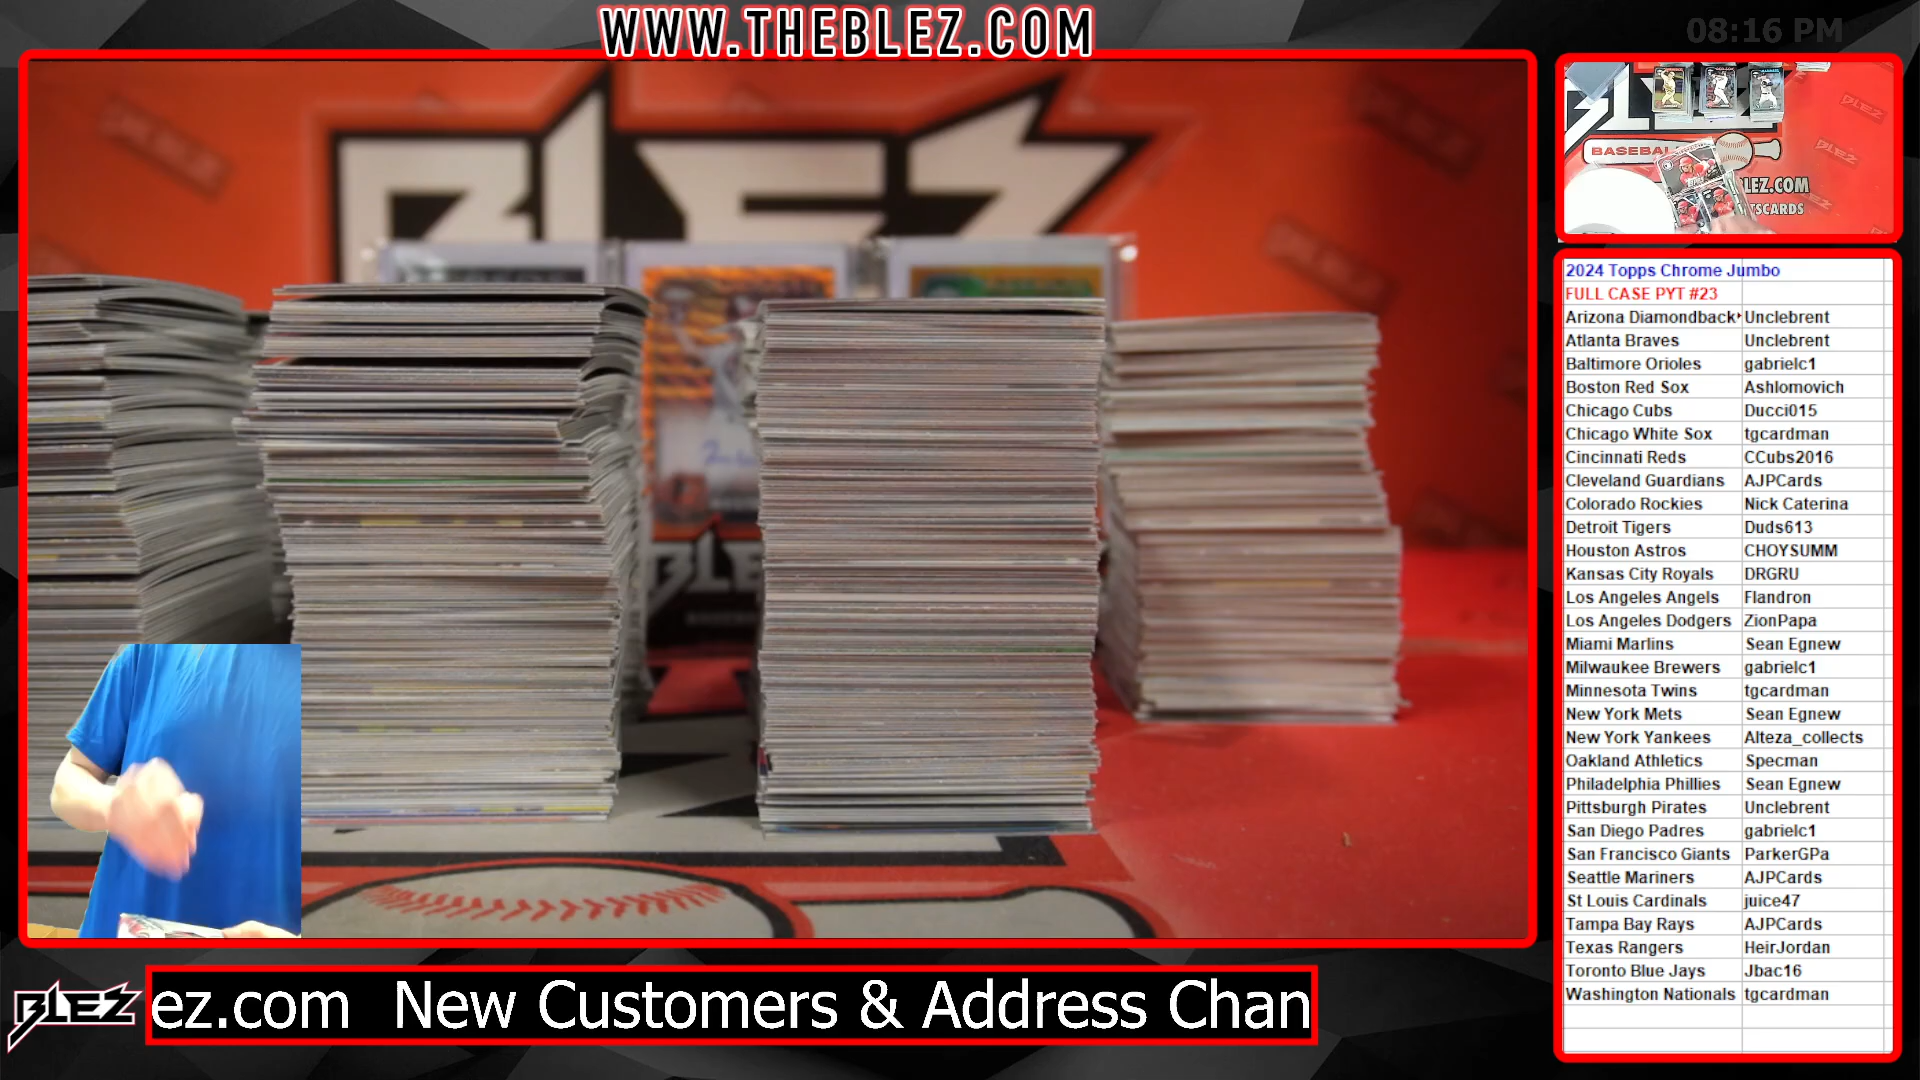 WWW.THEBLEZ.COM
08:16 PM
BLEZ
BLEZ
BASEBAL
LEZ.COM
TSCARDS
2024 Topps Chrome Jumbo
FULL CASE PYT #23
Arizona Diamondback Unclebrent
Atlanta Braves Unclebrent
Baltimore Orioles gabrielc1
Boston Red Sox Ashlomovich
Chicago Cubs Ducci015
Chicago White Sox tgcardman
Cincinnati Reds CCubs2016
Cleveland Guardians AJPCards
Colorado Rockies Nick Caterina
Detroit Tigers Duds613
Houston Astros CHOYSUMM
Kansas City Royals DRGRU
Los Angeles Angels Flandron
Los Angeles Dodgers ZionPapa
Miami Marlins Sean Egnew
Milwaukee Brewers gabrielc1
Minnesota Twins tgcardman
New York Mets Sean Egnew
New York Yankees Alteza_collects
Oakland Athletics Specman
Philadelphia Phillies Sean Egnew
Pittsburgh Pirates Unclebrent
San Diego Padres gabrielc1
San Francisco Giants ParkerGPa
Seattle Mariners AJPCards
St Louis Cardinals juice47
Tampa Bay Rays AJPCards
Texas Rangers HeirJordan
Toronto Blue Jays Jbac16
Washington Nationals tgcardman
BLEZ
ez.com New Customers & Address Chan